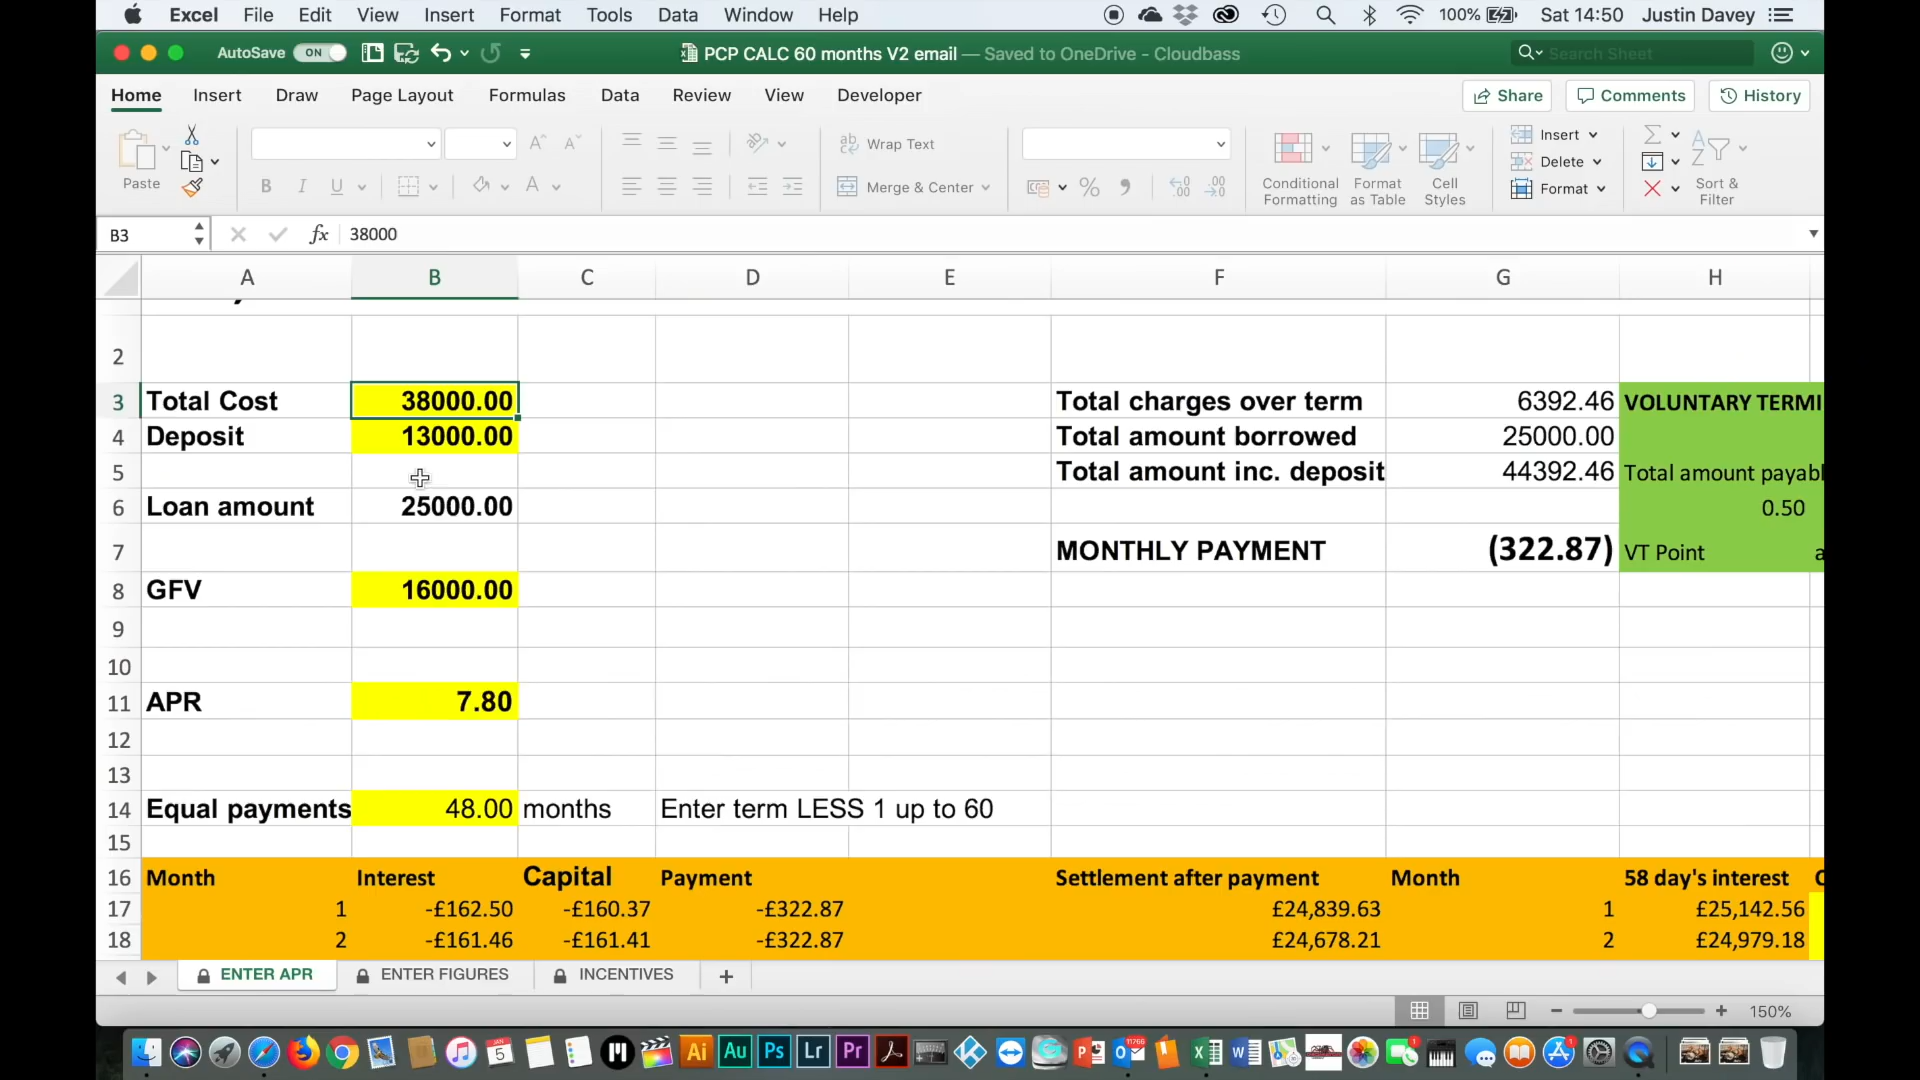 Excel File Edit View Insert Format Tools Data Window Help 100% Sat 14:50 Justin Davey
AutoSave ON PCP CALC 60 months V2 email — Saved to OneDrive - Cloudbass Search Sheet
Home Insert Draw Page Layout Formulas Data Review View Developer Share Comments History
Paste Wrap Text Merge & Center Conditional Formatting Format as Table Cell Styles Insert Delete Format Sort & Filter
B3 fx 38000
A B C D E F G H
2
3 Total Cost 38000.00 Total charges over term 6392.46 VOLUNTARY TERMI
4 Deposit 13000.00 Total amount borrowed 25000.00
5 Total amount inc. deposit 44392.46 Total amount payabl
6 Loan amount 25000.00 0.50
7 MONTHLY PAYMENT (322.87) VT Point a
8 GFV 16000.00
9
10
11 APR 7.80
12
13
14 Equal payments 48.00 months Enter term LESS 1 up to 60
15
16 Month Interest Capital Payment Settlement after payment Month 58 day's interest
17 1 -£162.50 -£160.37 -£322.87 £24,839.63 1 £25,142.56
18 2 -£161.46 -£161.41 -£322.87 £24,678.21 2 £24,979.18
ENTER APR ENTER FIGURES INCENTIVES +
150%
Ai Au Ps Lr Pr